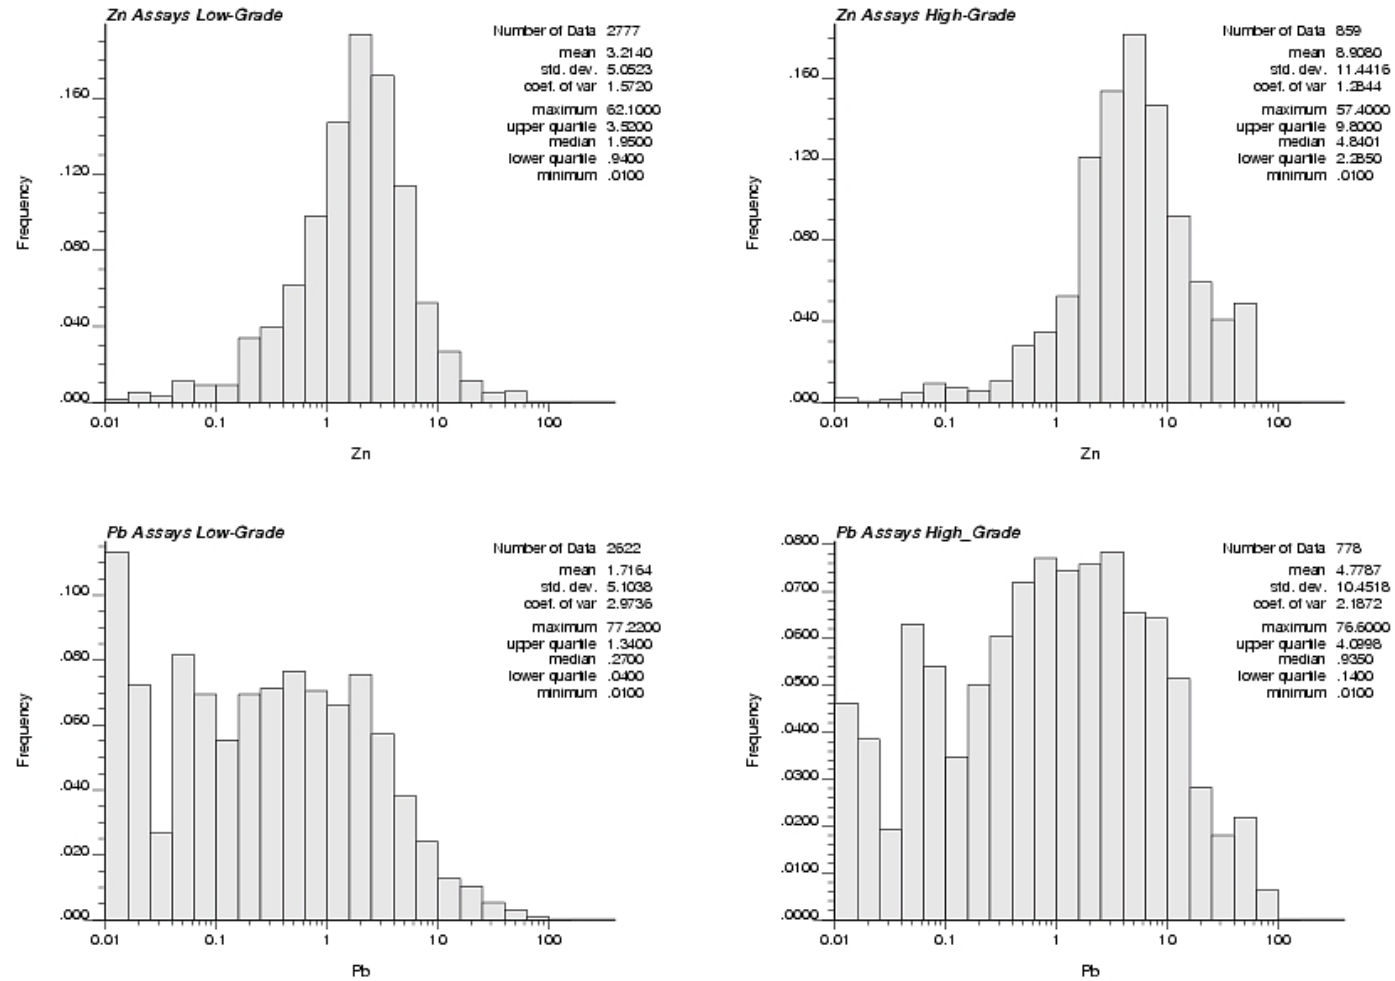 Zn Assays Low-Grade
Number of Data 2777
mean 3.2140
std. dev. 5.0523
coef. of var 1.5720
maximum 62.1000
upper quartile 3.5200
median 1.9500
lower quartile .9400
minimum .0100
Frequency
.160
.120
.080
.040
.000
0.01 0.1 1 10 100
Zn
Zn Assays High-Grade
Number of Data 859
mean 8.9080
std. dev. 11.4416
coef. of var 1.2844
maximum 57.4000
upper quartile 9.8000
median 4.8401
lower quartile 2.2850
minimum .0100
Frequency
.160
.120
.080
.040
.000
0.01 0.1 1 10 100
Zn
Pb Assays Low-Grade
Number of Data 2622
mean 1.7164
std. dev. 5.1038
coef. of var 2.9736
maximum 77.2200
upper quartile 1.3400
median .2700
lower quartile .0400
minimum .0100
Frequency
.100
.080
.060
.040
.020
.000
0.01 0.1 1 10 100
Pb
Pb Assays High_Grade
Number of Data 778
mean 4.7787
std. dev. 10.4518
coef. of var 2.1872
maximum 76.6000
upper quartile 4.0998
median .9350
lower quartile .1400
minimum .0100
Frequency
.0800
.0700
.0600
.0500
.0400
.0300
.0200
.0100
.0000
0.01 0.1 1 10 100
Pb